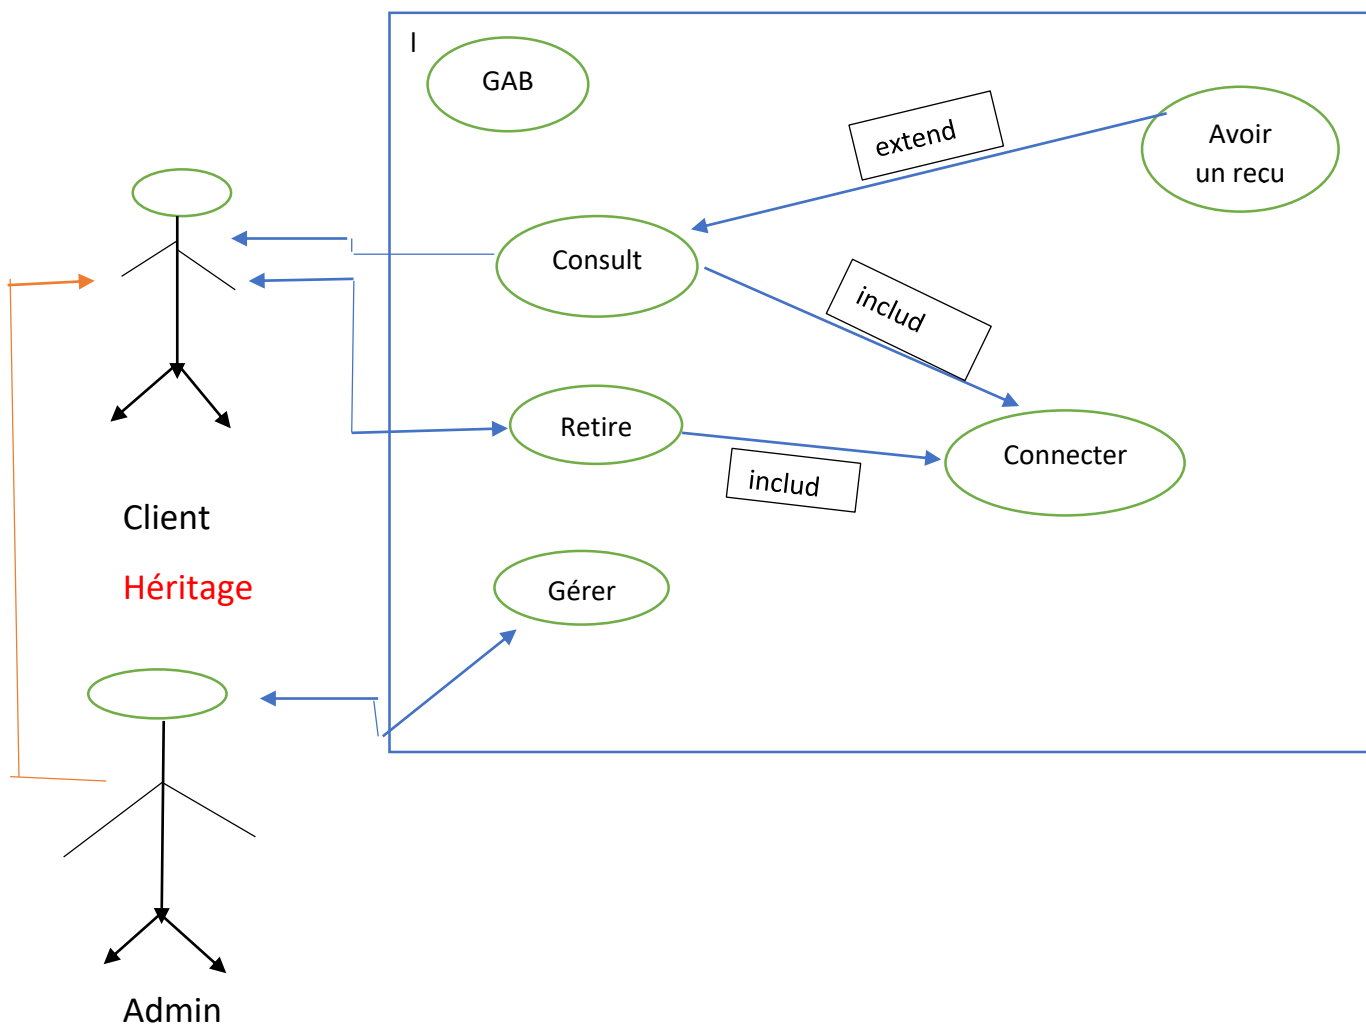 I
GAB
extend
Avoir
un recu
Consult
includ
Retire
Connecter
includ
Client
Héritage
Gérer
Admin